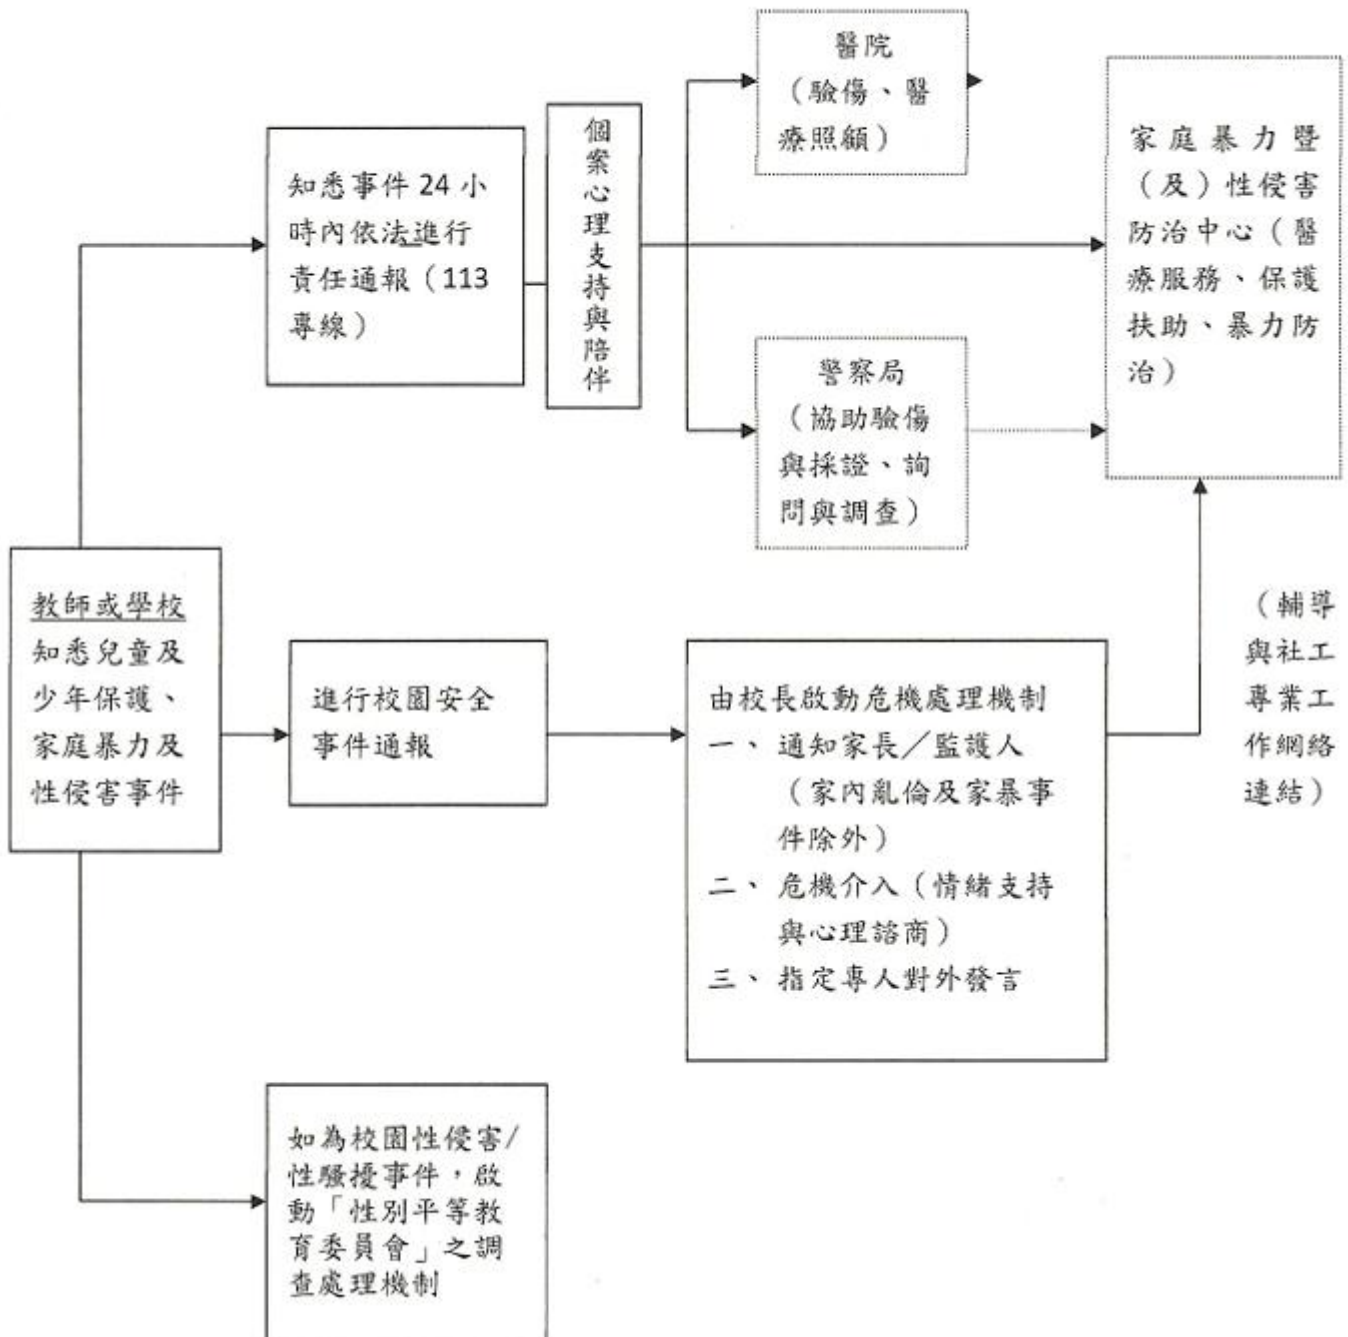 醫院
（驗傷、醫
療照顧）
家庭暴力暨
（及）性侵害
防治中心（醫
療服務、保護
扶助、暴力防
治）
個
案
心
理
支
持
與
陪
伴
知悉事件 24 小
時內依法進行
責任通報（113
專線）
警察局
（協助驗傷
與採證、詢
問與調查）
教師或學校
知悉兒童及
少年保護、
家庭暴力及
性侵害事件
進行校園安全
事件通報
由校長啟動危機處理機制
一、 通知家長／監護人
（家內亂倫及家暴事
件除外）
二、 危機介入（情緒支持
與心理諮商）
三、 指定專人對外發言
（輔導
與社工
專業工
作網絡
連結）
如為校園性侵害/
性騷擾事件，啟
動「性別平等教
育委員會」之調
查處理機制